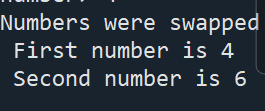 Numbers were swapped
First number is 4
Second number is 6